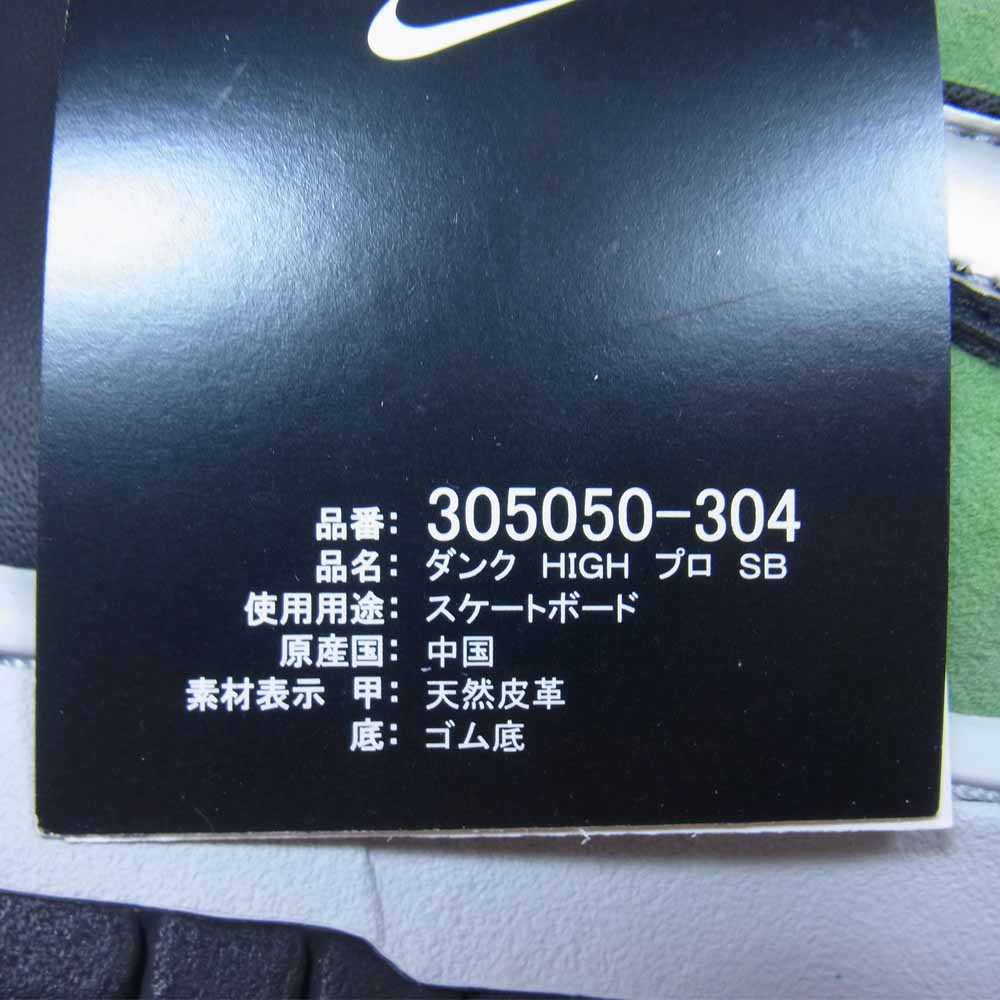 品番: 305050-304
品名: ダンク HIGH プロ SB
使用用途: スケートボード
原産国: 中国
素材表示 甲: 天然皮革
底: ゴム底